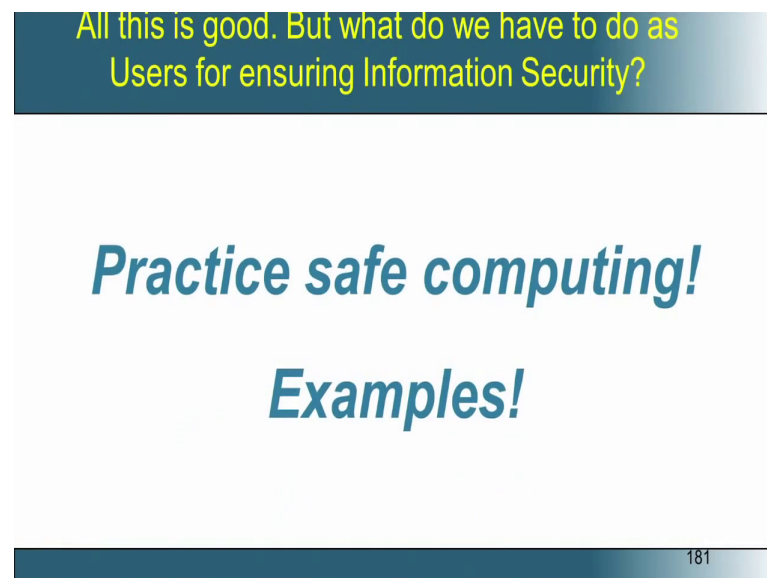 All this is good. But what do we have to do as
Users for ensuring Information Security?
Practice safe computing!
Examples!
181